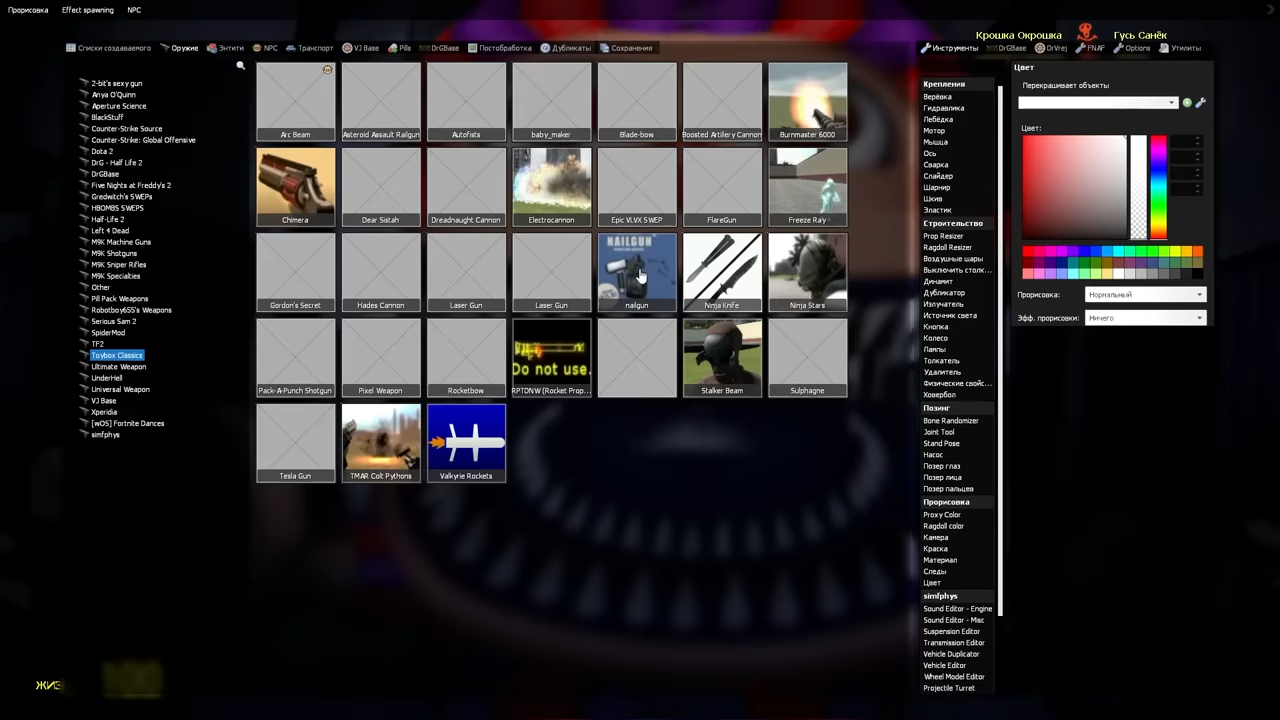 Прорисовка Effect spawning NPC
Крошка Окрошка Гусь Санёк
Списки создаваемого Оружие Энтити NPC Транспорт VJ Base Pills DrGBase Постобработка Дубликаты Сохранения
Инструменты DrGBase DrVrej FNAF Options Утилиты
2-bit's sexy gun
Anya O'Quinn
Aperture Science
BlackStuff
Counter-Strike Source
Counter-Strike: Global Offensive
Dota 2
DrG - Half Life 2
DrGBase
Five Nights at Freddy's 2
Gredwitch's SWEPs
HBOMBS SWEPS
Half-Life 2
Left 4 Dead
M9K Machine Guns
M9K Shotguns
M9K Sniper Rifles
M9K Specialties
Other
Pill Pack Weapons
Robotboy655's Weapons
Serious Sam 2
SpiderMod
TF2
Toybox Classics
Ultimate Weapon
UnderHell
Universal Weapon
VJ Base
Xperidia
[wOS] Fortnite Dances
simfphys
Arc Beam Asteroid Assault Railgun Autofists baby_maker Blade-bow Boosted Artillery Cannon Burnmaster 6000
Chimera Dear Sistah Dreadnaught Cannon Electrocannon Epic VLVX SWEP FlareGun Freeze Ray
NAILGUN
Gordon's Secret Hades Cannon Laser Gun Laser Gun nailgun Ninja Knife Ninja Stars
Do not use.
Pack-A-Punch Shotgun Pixel Weapon Rocketbow RPTDNW (Rocket Prop... Stalker Beam Sulphagne
Tesla Gun TMAR Colt Pythons Valkyrie Rockets
Крепления
Верёвка
Гидравлика
Лебёдка
Мотор
Мышца
Ось
Сварка
Слайдер
Шарнир
Шкив
Эластик
Строительство
Prop Resizer
Ragdoll Resizer
Воздушные шары
Выключить столк...
Динамит
Дубликатор
Излучатель
Источник света
Кнопка
Колесо
Лампы
Толкатель
Удалитель
Физические свойс...
Ховербол
Позинг
Bone Randomizer
Joint Tool
Stand Pose
Насос
Позер глаз
Позер лица
Позер пальцев
Прорисовка
Proxy Color
Ragdoll color
Камера
Краска
Материал
Следы
Цвет
simfphys
Sound Editor - Engine
Sound Editor - Misc
Suspension Editor
Transmission Editor
Vehicle Duplicator
Vehicle Editor
Wheel Model Editor
Projectile Turret
Цвет
Перекрашивает объекты
Цвет:
Прорисовка: Нормальный
Эфф. прорисовки: Ничего